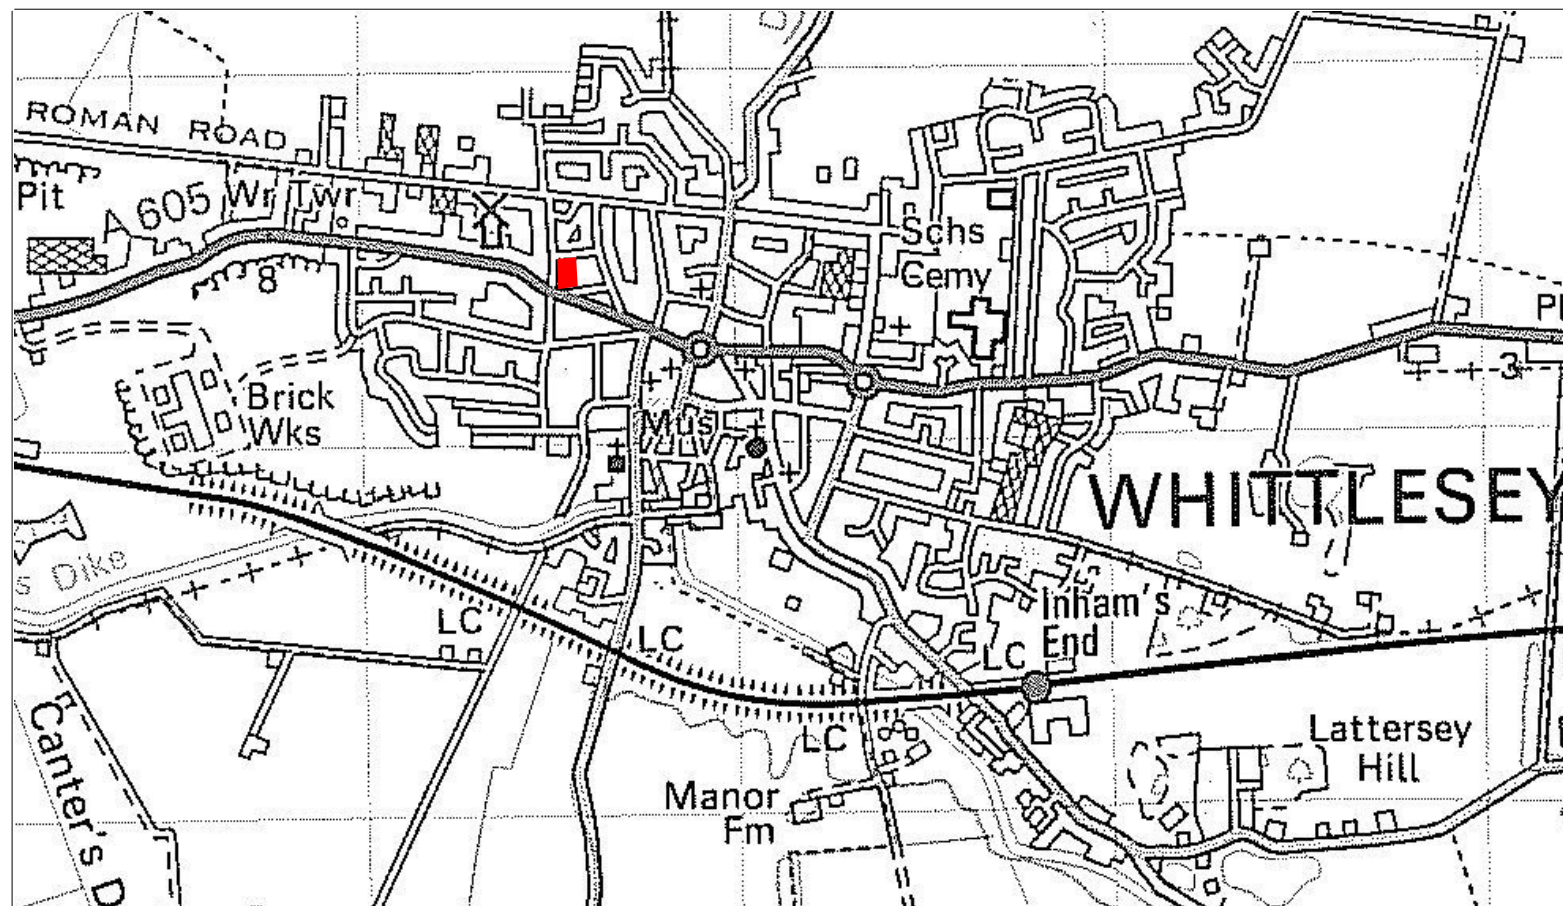 ROMAN ROAD
Pit
A 605
Wr Twr
8
Schs
Cemy
Pl
3
Brick
Wks
Mus
WHITTLESEY
s Dike
LC
LC
Inham's
End
LC
LC
Canter's D
Manor
Fm
Lattersey
Hill